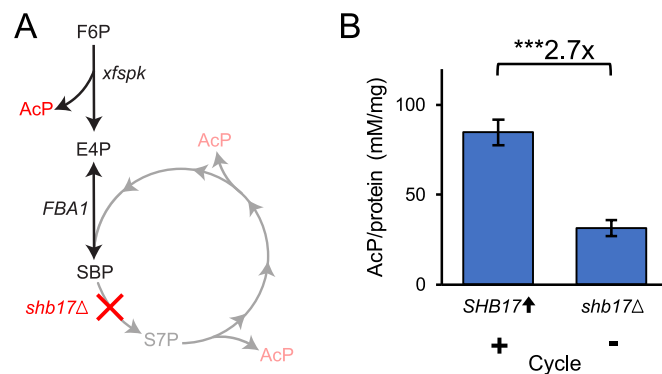 A
F6P
xfspk
AcP
E4P
AcP
FBA1
SBP
shb17Δ
S7P
AcP
B
***2.7x
AcP/protein (mM/mg)
100
50
0
SHB17⬆ shb17Δ
+ -
Cycle